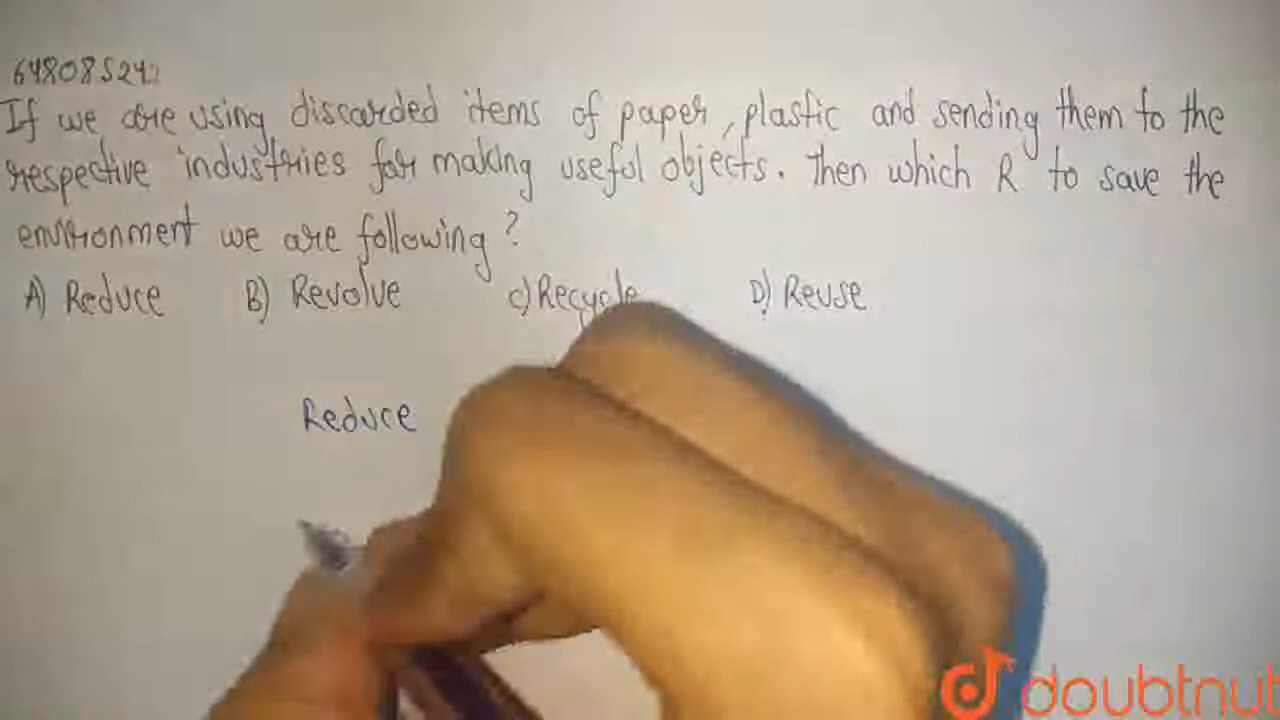 648085242
If we are using discarded items of paper, plastic and sending them to the
respective industries for making useful objects. Then which R to save the
environment we are following?
A) Reduce B) Revolve C) Recycle D) Reuse
Reduce
doubtnut